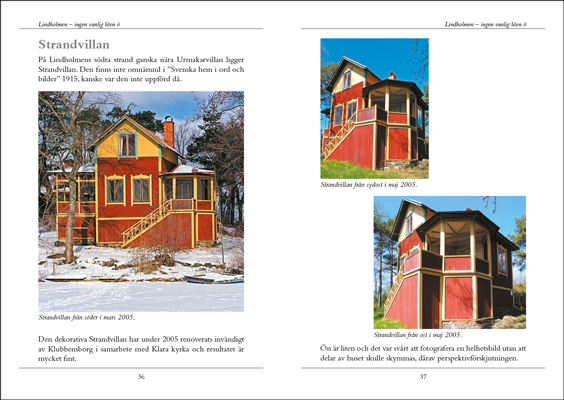 Lindholmen – ingen vanlig liten ö
Strandvillan
På Lindholmens södra strand ganska nära Urmakarvillan ligger
Strandvillan. Den finns inte omnämnd i ”Svenska hem i ord och
bilder” 1915, kanske var den inte uppförd då.
Strandvillan från söder i mars 2005.
Den dekorativa Strandvillan har under 2005 renoverats invändigt
av Klubbensborg i samarbete med Klara kyrka och resultatet är
mycket fint.
36
Lindholmen – ingen vanlig liten ö
Strandvillan från sydost i maj 2005.
Strandvillan från ost i maj 2005.
Ön är liten och det var svårt att fotografera en helhetsbild utan att
delar av huset skulle skymmas, därav perspektivförskjutningen.
37